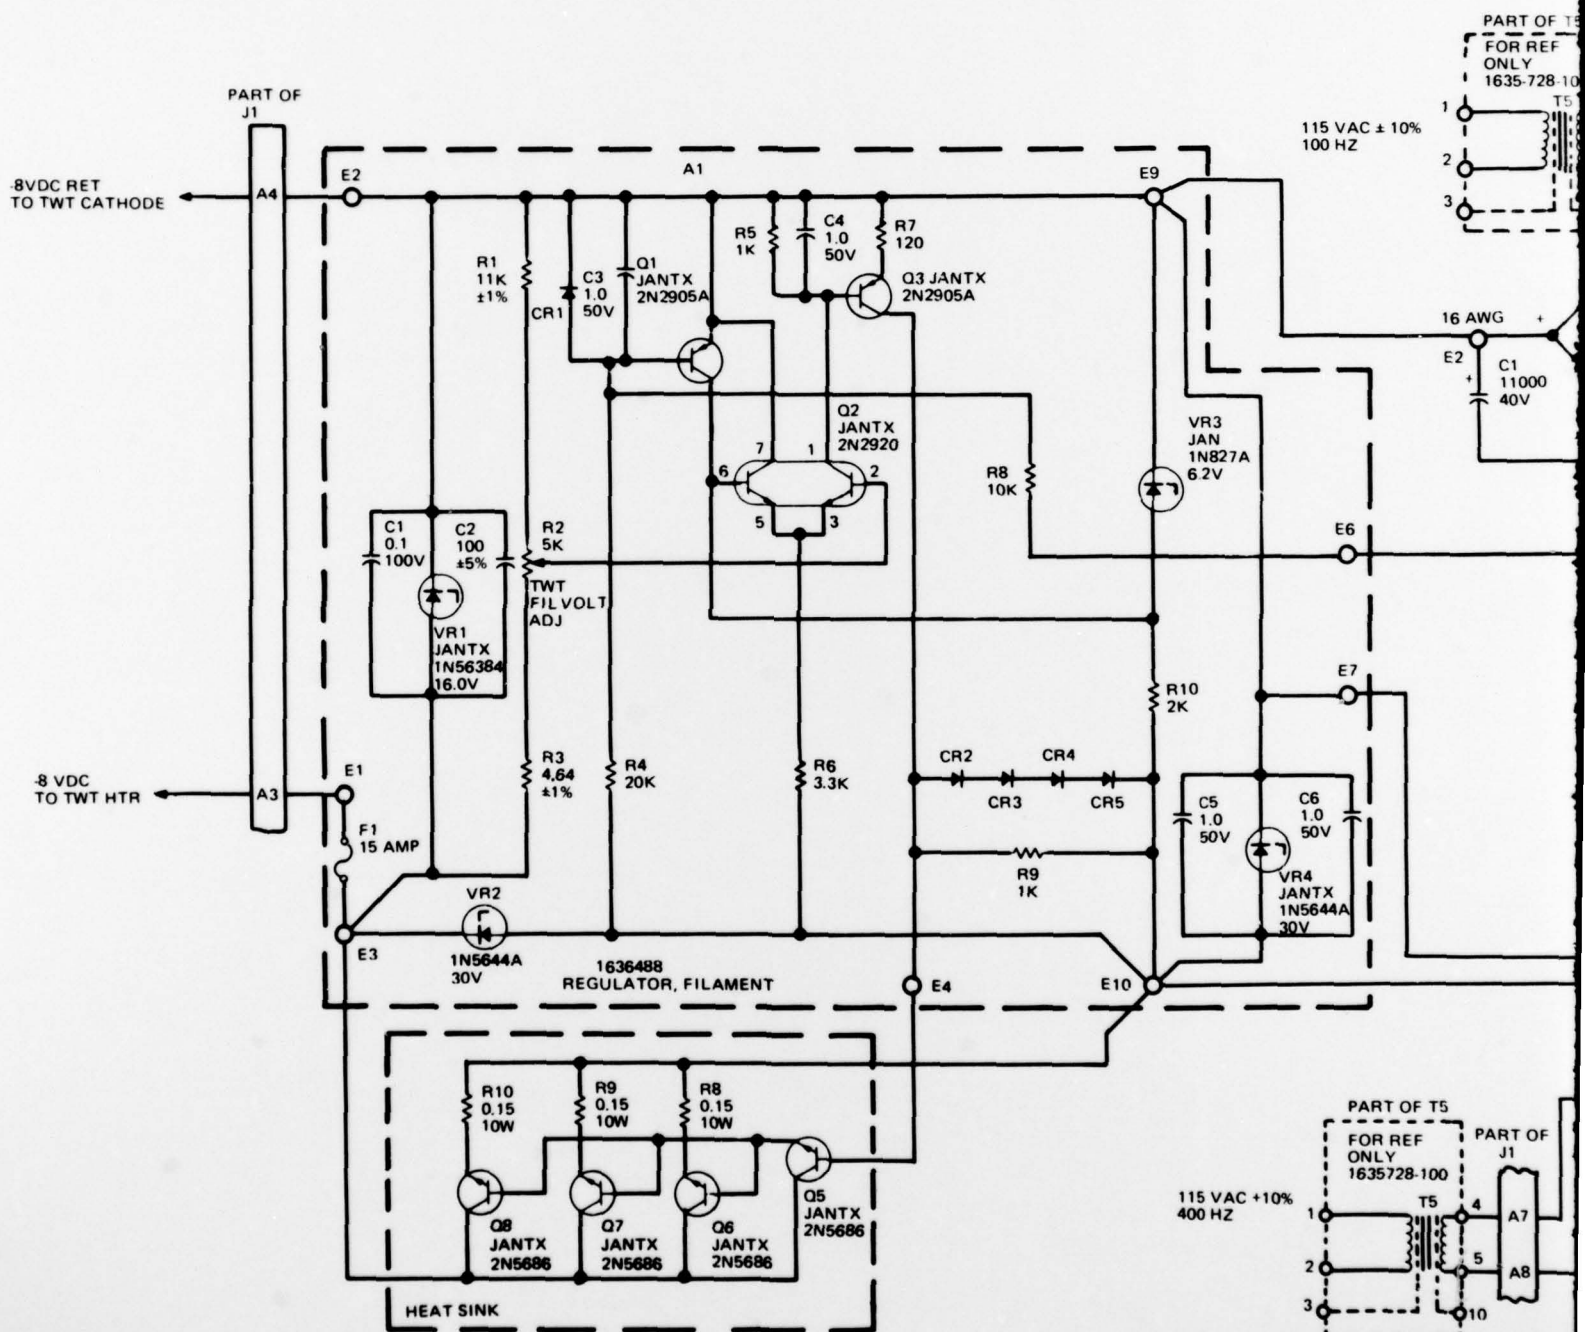 PART OF T5
FOR REF
ONLY
1635-728-10
T5
1
2
3
115 VAC ± 10%
100 HZ
PART OF
J1
-8VDC RET
TO TWT CATHODE
A4
E2
A1
E9
R1
11K
±1%
C3
1.0
50V
CR1
Q1
JANTX
2N2905A
R5
1K
C4
1.0
50V
R7
120
Q3 JANTX
2N2905A
16 AWG
+
E2
+
C1
11000
40V
Q2
JANTX
2N2920
7
1
6
2
5
3
R8
10K
VR3
JAN
1N827A
6.2V
E6
C1
0.1
100V
C2
100
±5%
R2
5K
TWT
FIL VOLT
ADJ
VR1
JANTX
1N56384
16.0V
E7
R10
2K
R3
4.64
±1%
R4
20K
R6
3.3K
CR2
CR4
CR3
CR5
-8 VDC
TO TWT HTR
A3
E1
F1
15 AMP
C5
1.0
50V
C6
1.0
50V
R9
1K
VR4
JANTX
1N5644A
30V
VR2
E3
1N5644A
30V
1636488
REGULATOR, FILAMENT
E4
E10
R10
0.15
10W
R9
0.15
10W
R8
0.15
10W
Q8
JANTX
2N5686
Q7
JANTX
2N5686
Q6
JANTX
2N5686
Q5
JANTX
2N5686
HEAT SINK
PART OF T5
FOR REF
ONLY
1635728-100
PART OF
J1
115 VAC +10%
400 HZ
T5
1
2
3
4
5
10
A7
A8